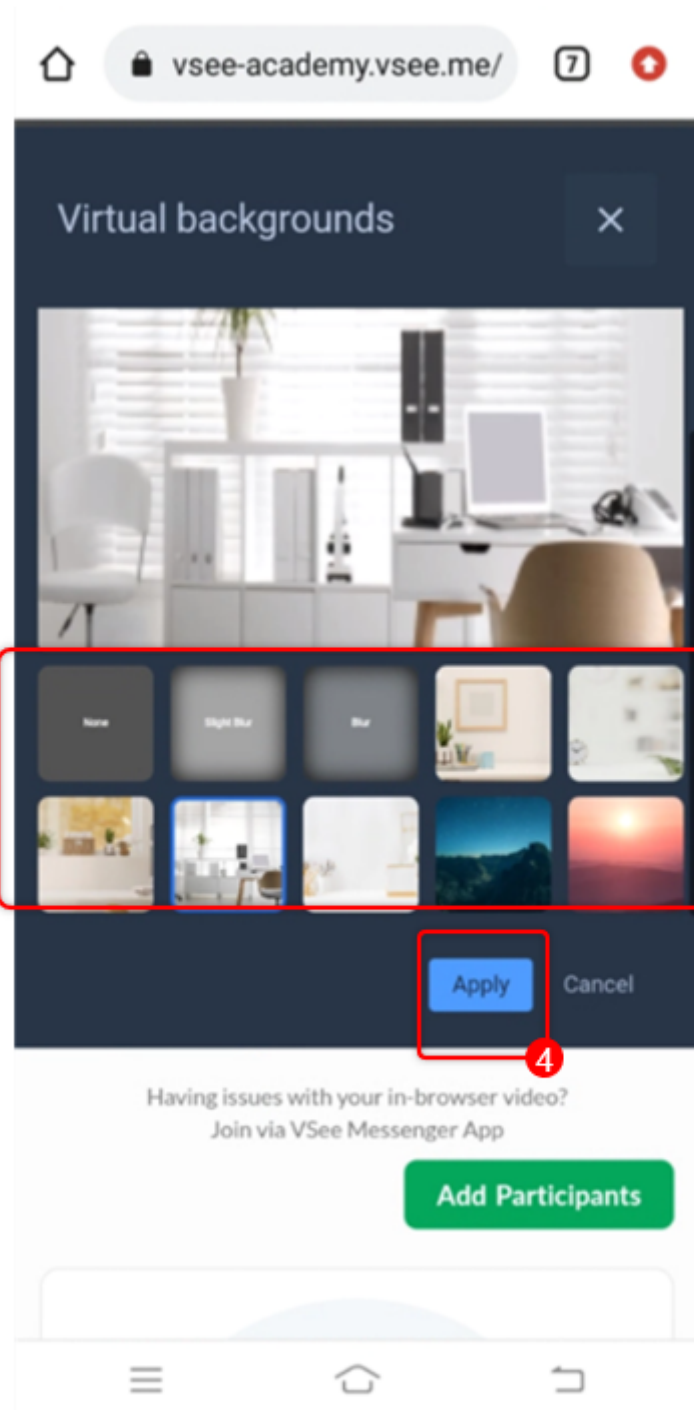 7
vsee-academy.vsee.me/
Virtual backgrounds
None
Slight Blur
Blur
Apply
Cancel
4
Having issues with your in-browser video?
Join via VSee Messenger App
Add Participants